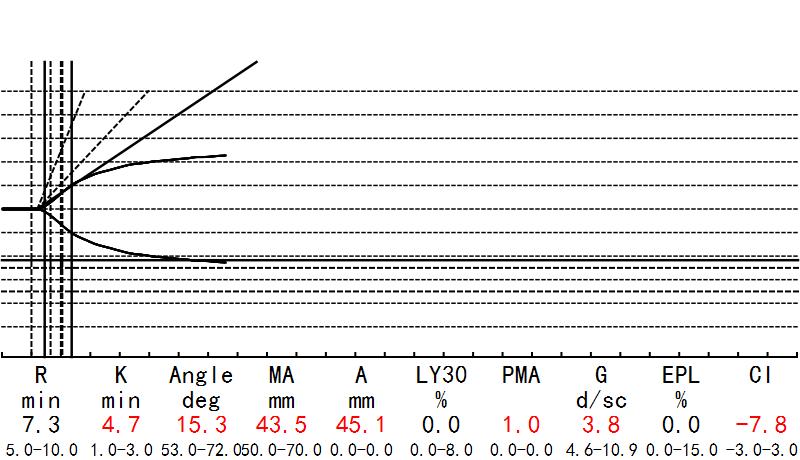 R K Angle MA A LY30 PMA G EPL CI
min min deg mm mm % d/sc %
7.3 4.7 15.3 43.5 45.1 0.0 1.0 3.8 0.0 -7.8
5.0-10.0 1.0-3.0 53.0-72.0 50.0-70.0 0.0-0.0 0.0-8.0 0.0-0.0 4.6-10.9 0.0-15.0 -3.0-3.0